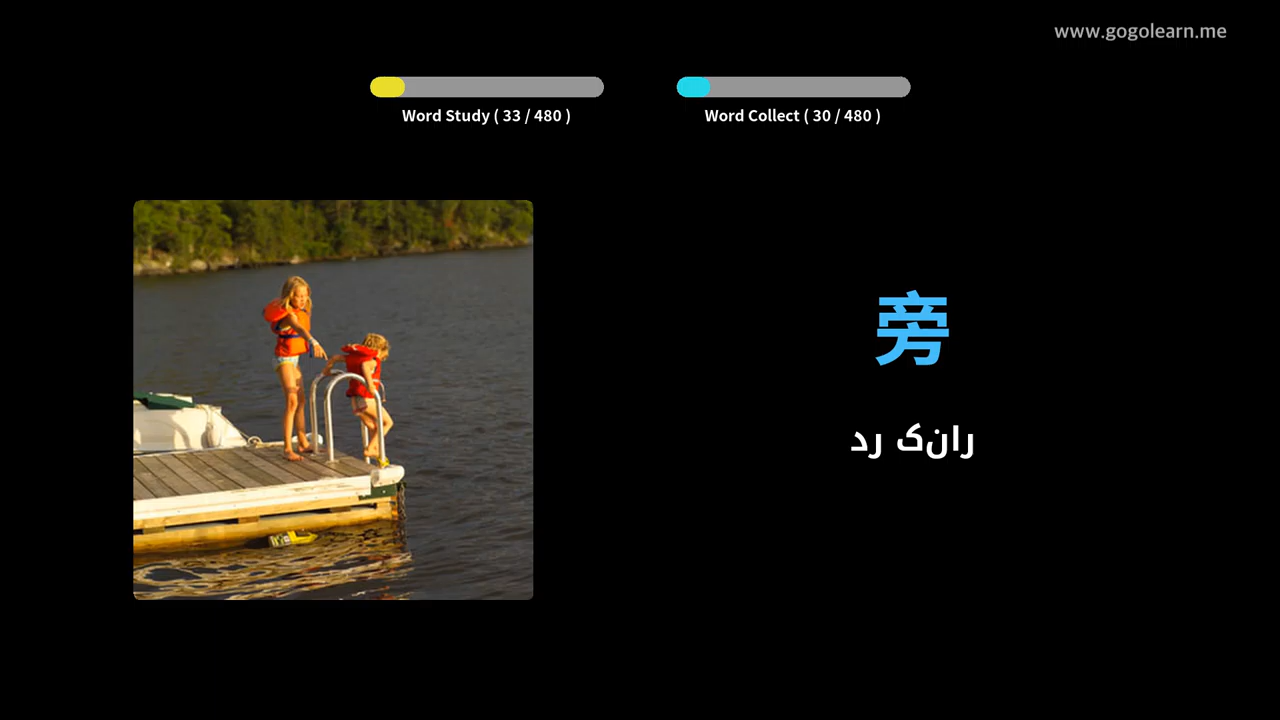 www.gogolearn.me
Word Study ( 33 / 480 )
Word Collect ( 30 / 480 )
旁
رانک رد